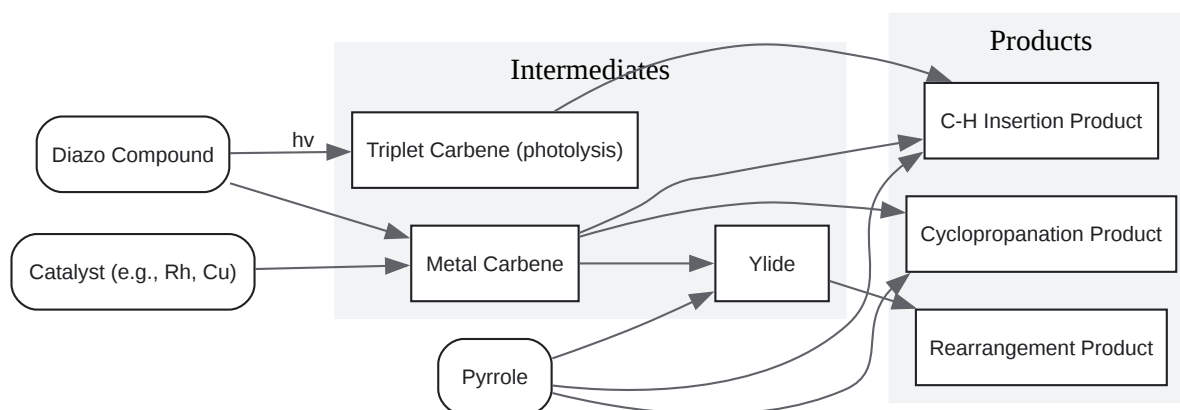 Products
Intermediates
C-H Insertion Product
hν
Diazo Compound
Triplet Carbene (photolysis)
Cyclopropanation Product
Catalyst (e.g., Rh, Cu)
Metal Carbene
Ylide
Rearrangement Product
Pyrrole